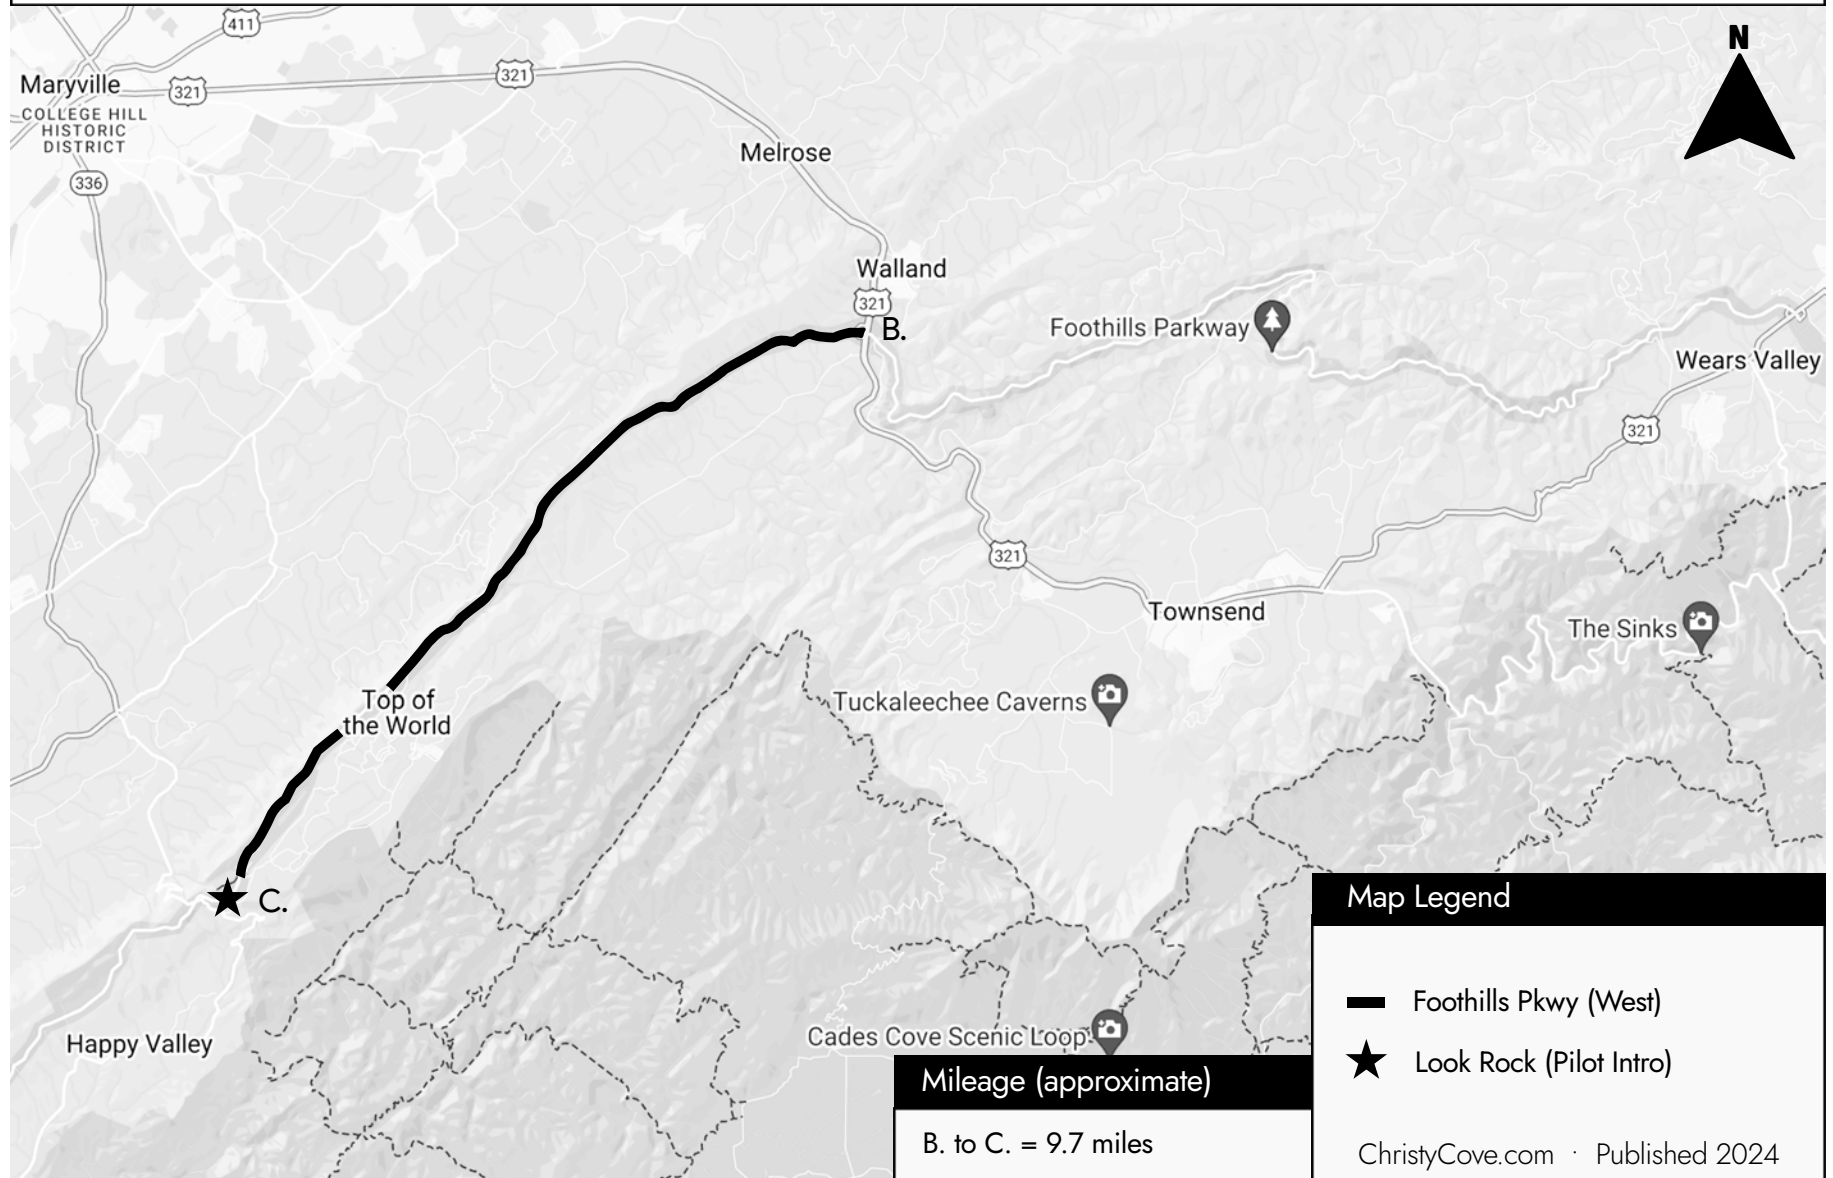 N
411
321
321
Maryville
COLLEGE HILL
HISTORIC
DISTRICT
336
Melrose
Walland
321
B.
Foothills Parkway
Wears Valley
321
321
Townsend
The Sinks
Top of
the World
Tuckaleechee Caverns
C.
Happy Valley
Cades Cove Scenic Loop
Mileage (approximate)
B. to C. = 9.7 miles
Map Legend
Foothills Pkwy (West)
Look Rock (Pilot Intro)
ChristyCove.com · Published 2024